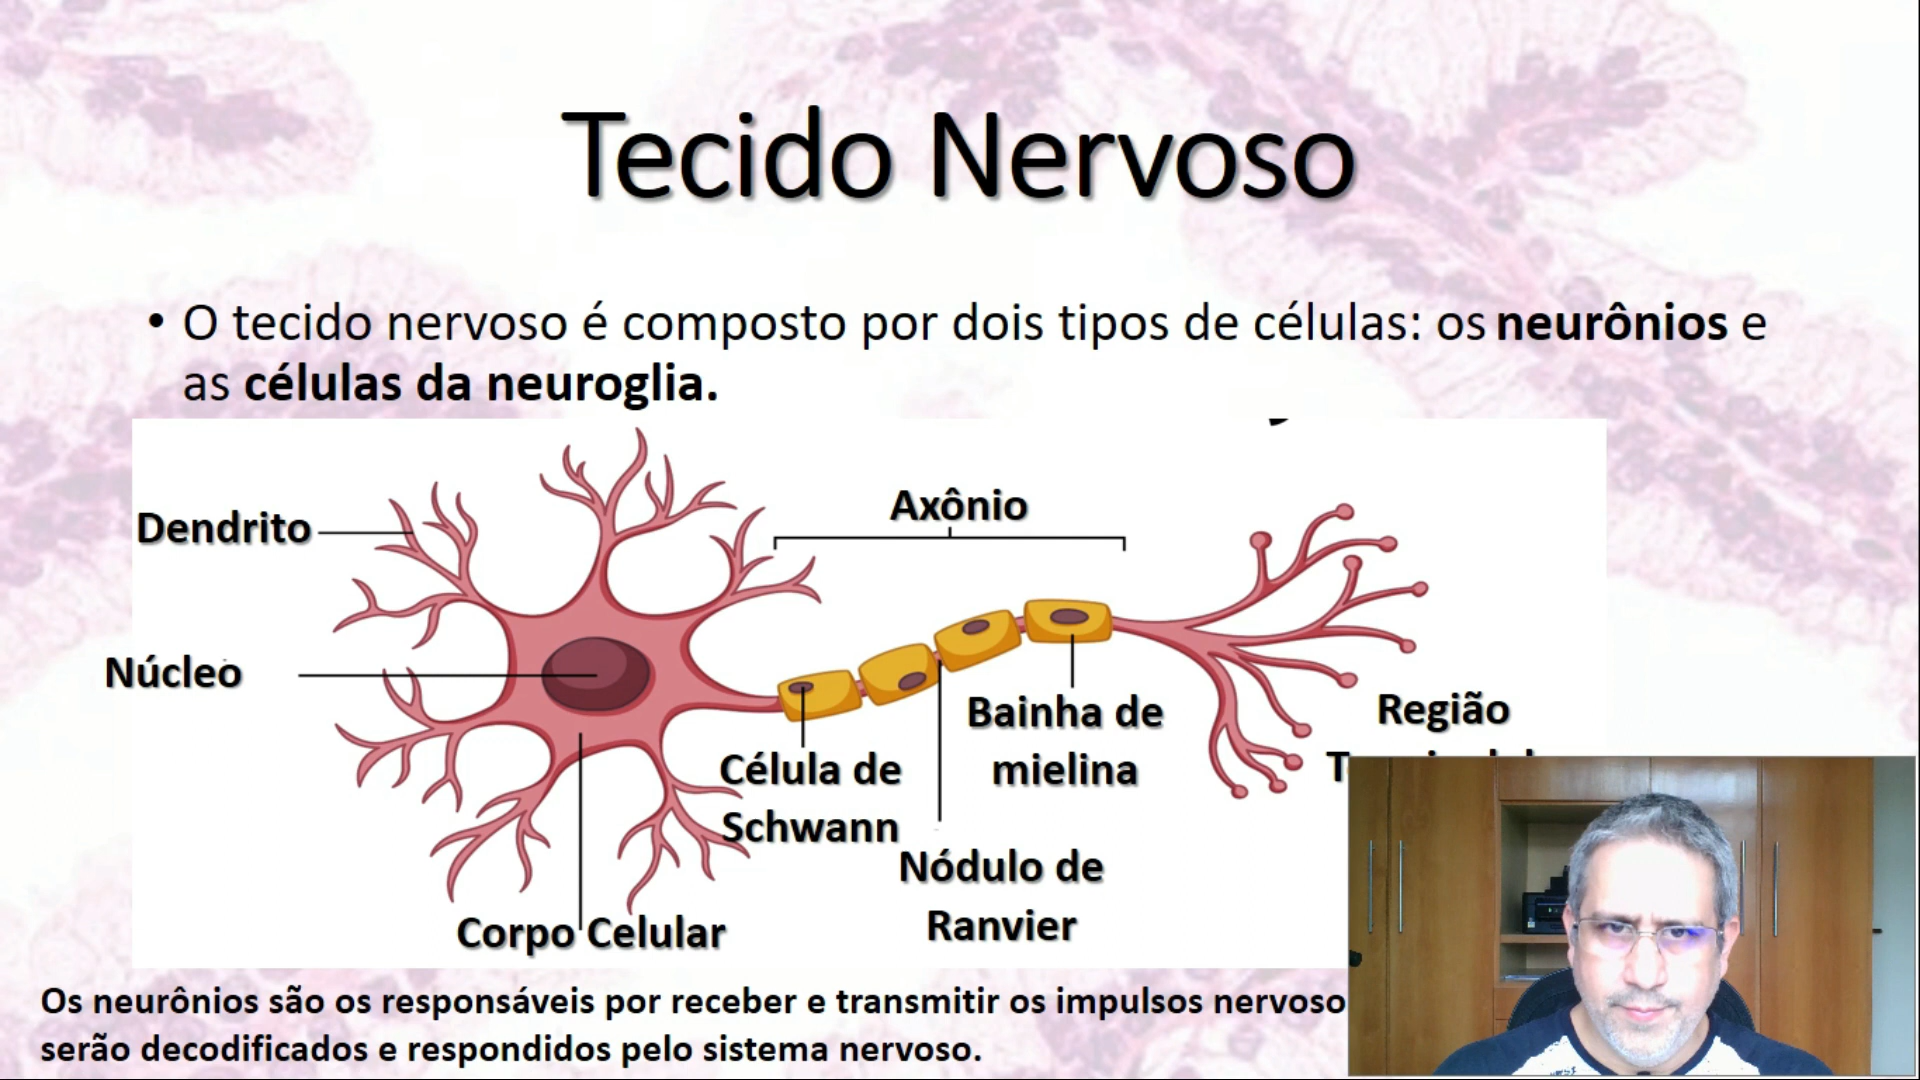 Tecido Nervoso
• O tecido nervoso é composto por dois tipos de células: os neurônios e
as células da neuroglia.
Axônio
Dendrito
Núcleo
Região
Bainha de
mielina
Célula de
Schwann
Nódulo de
Ranvier
Corpo Celular
Os neurônios são os responsáveis por receber e transmitir os impulsos
serão decodificados e respondidos pelo sistema nervoso.